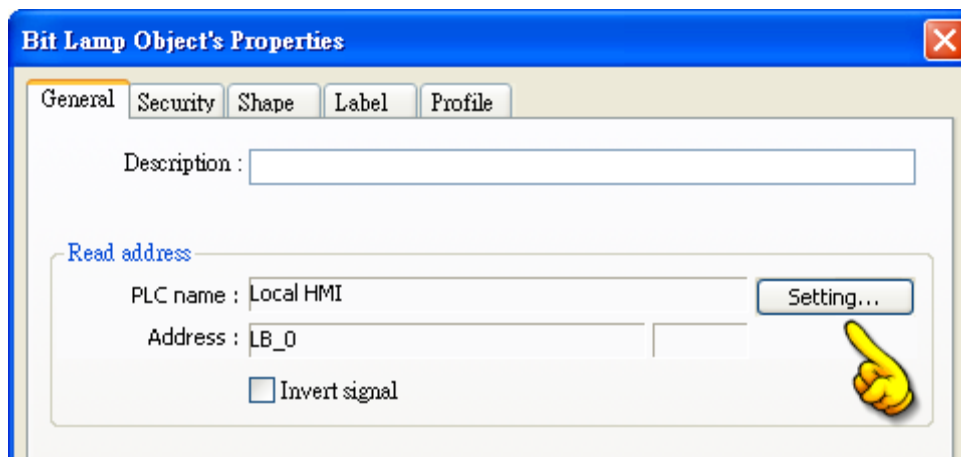 Bit Lamp Object's Properties
General Security Shape Label Profile
Description :
Read address
PLC name : Local HMI Setting...
Address : LB_0
Invert signal